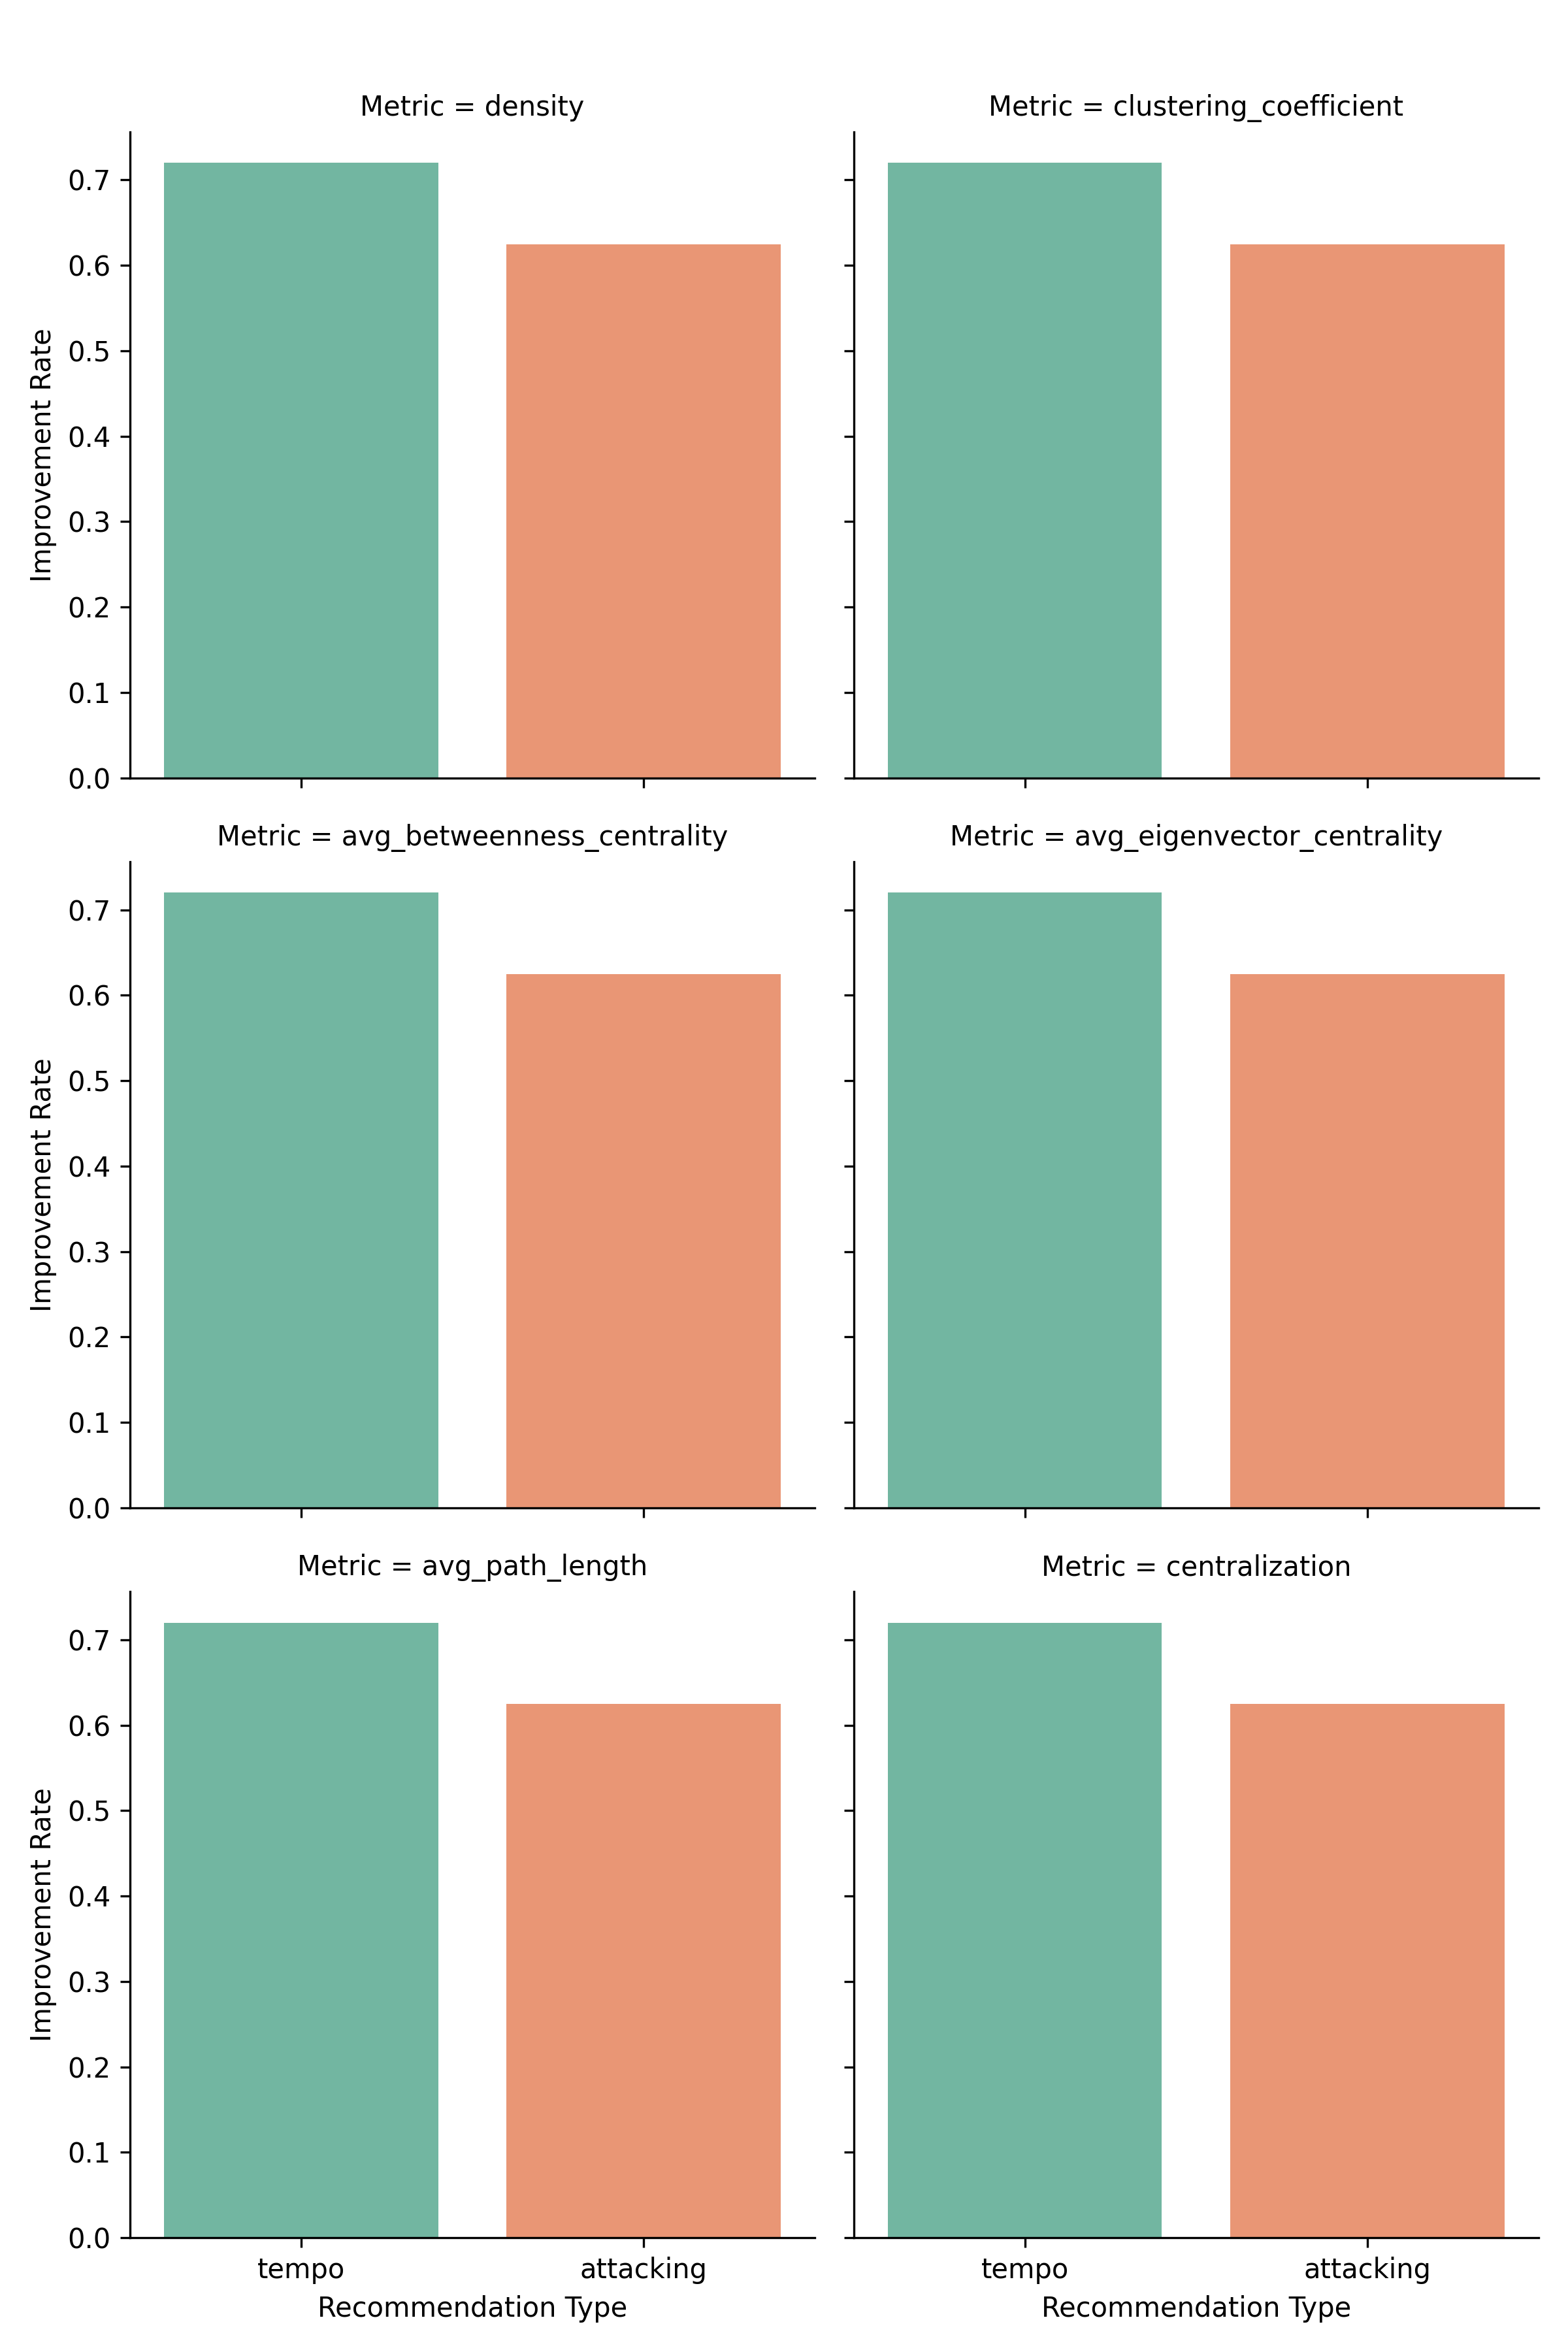 Metric = density
Metric = clustering_coefficient
0.7
0.6
0.5
0.4
0.3
0.2
0.1
0.0
Improvement Rate
Metric = avg_betweenness_centrality
Metric = avg_eigenvector_centrality
0.7
0.6
0.5
0.4
0.3
0.2
0.1
0.0
Improvement Rate
Metric = avg_path_length
Metric = centralization
0.7
0.6
0.5
0.4
0.3
0.2
0.1
0.0
Improvement Rate
tempo
attacking
tempo
attacking
Recommendation Type
Recommendation Type